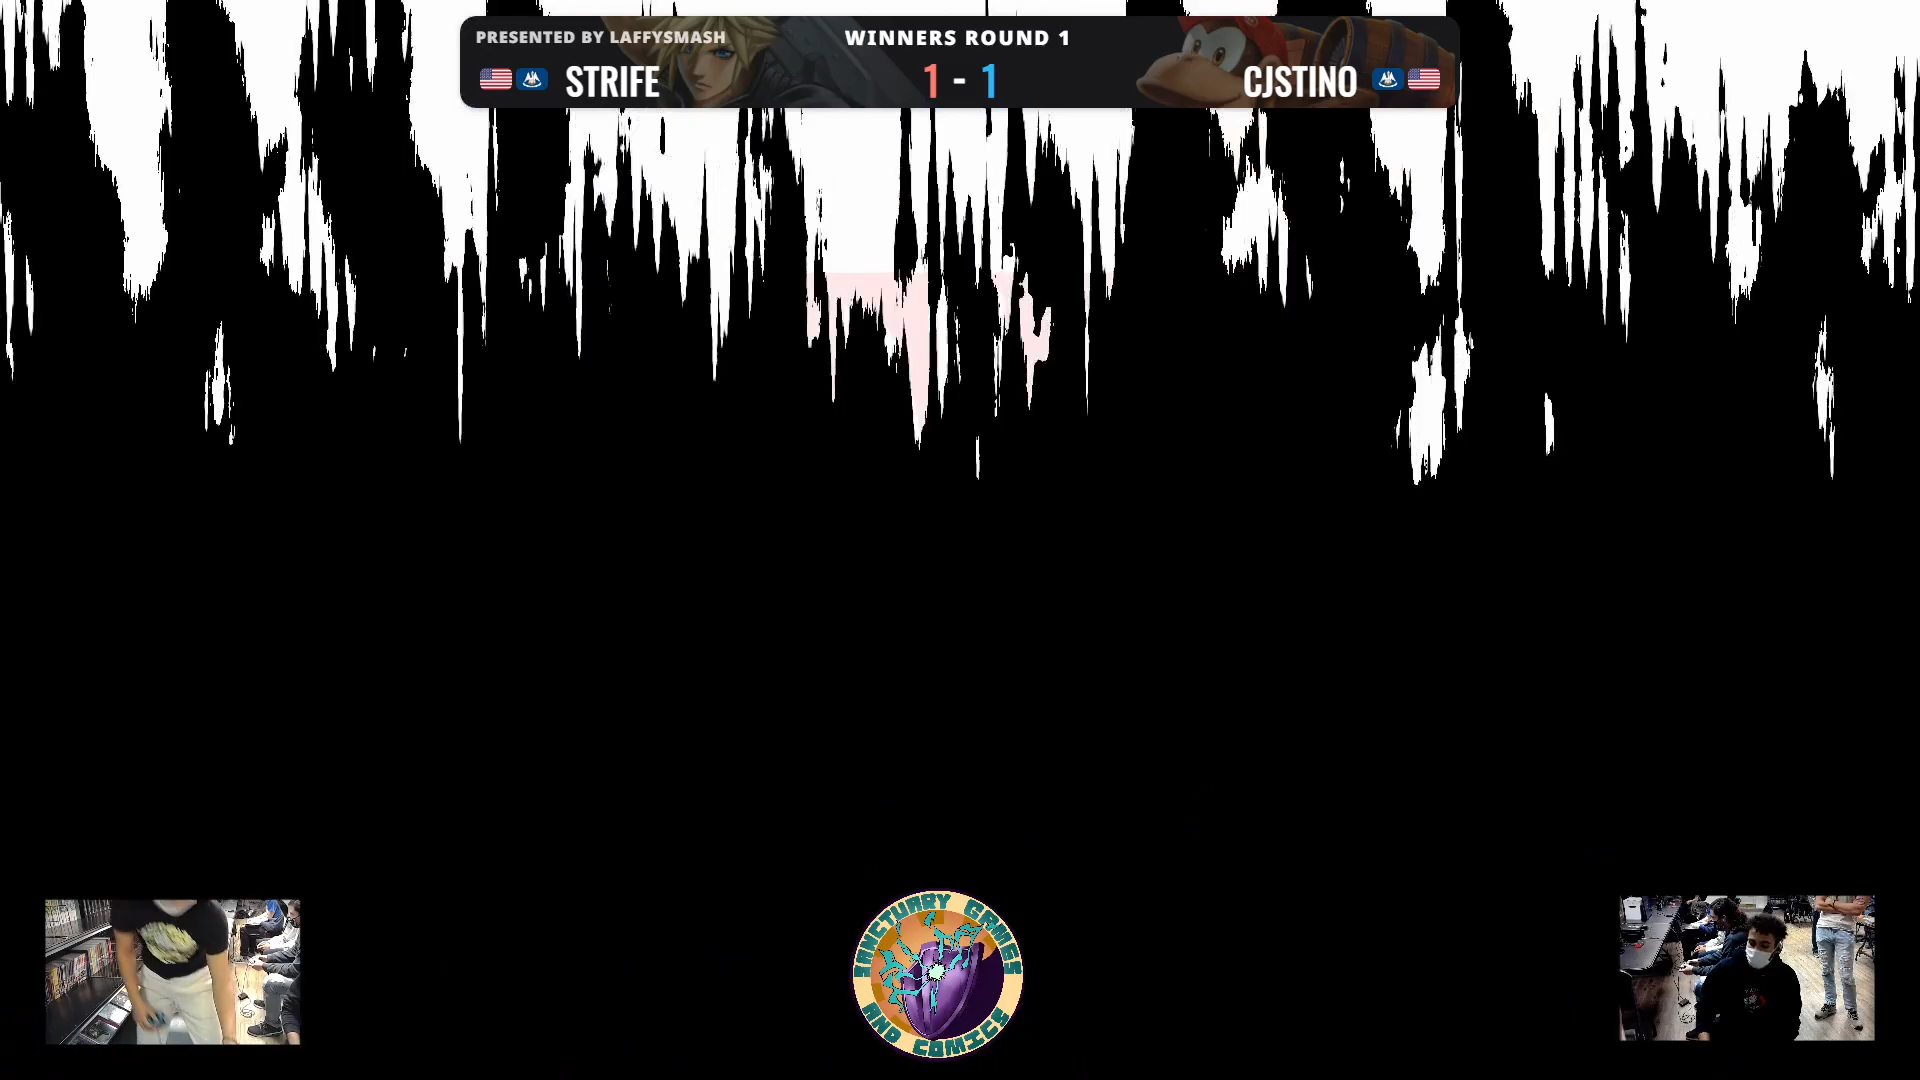 PRESENTED BY LAFFYSMASH
WINNERS ROUND 1
STRIFE
1 - 1
CJSTINO
SANCTUARY GAMES
AND COMICS